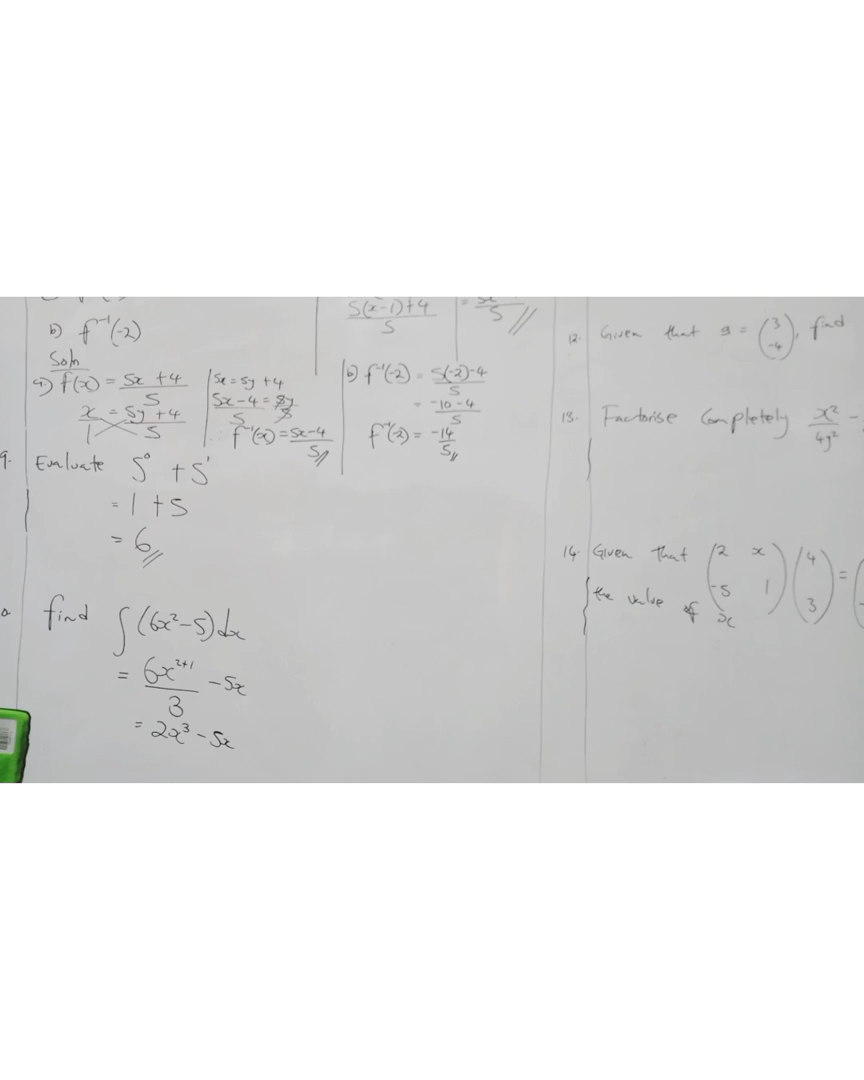 b) f⁻¹(-2)
Soln
a) f(x) = 5x + 4 / 5
x / 1 = 5y + 4 / 5
5x = 5y + 4
5x - 4 / 5 = 5y / 5
f⁻¹(x) = 5x - 4 / 5
5(x-1)+4 / 5
b) f⁻¹(-2) = 5(-2)-4 / 5
= -10 - 4 / 5
f⁻¹(-2) = -14 / 5
9. Evaluate 5⁰ + 5¹
= 1 + 5
= 6
find ∫(6x²-5)dx
= 6x²⁺¹ / 3 - 5x
= 2x³ - 5x
12. Given that a = (3 -4), find
13. Factorise Completely x² / 4y² -
14. Given that (2 x -5 1) (4 3) = (
the value of x